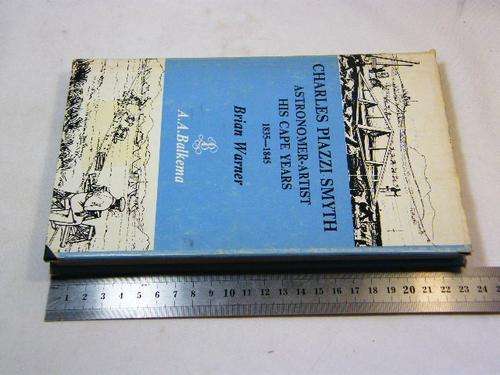 CHARLES PIAZZI SMYTH
ASTRONOMER-ARTIST
HIS CAPE YEARS
1835—1845
Brian Warner
A.A.Balkema
1 2 3 4 5 6 7 8 9 10 11 12 13 14 15 16 17 18 19 20 21 22 23 24